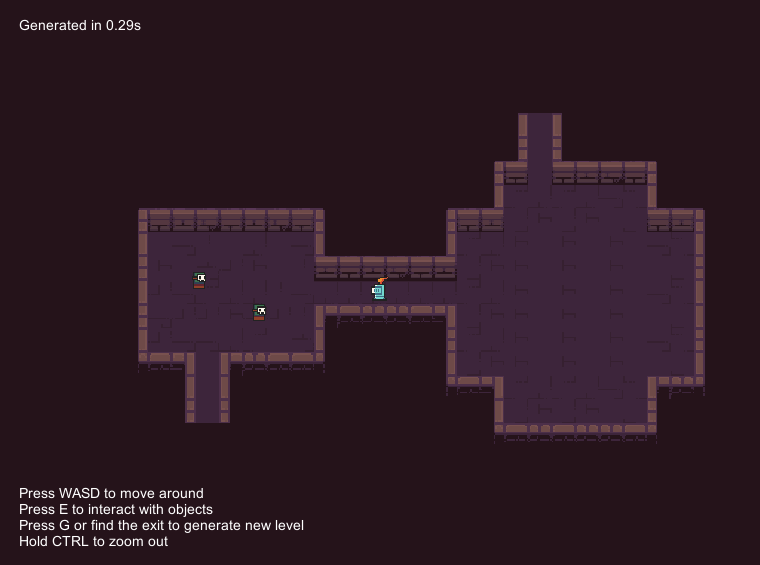 Generated in 0.29s
Press WASD to move around
Press E to interact with objects
Press G or find the exit to generate new level
Hold CTRL to zoom out